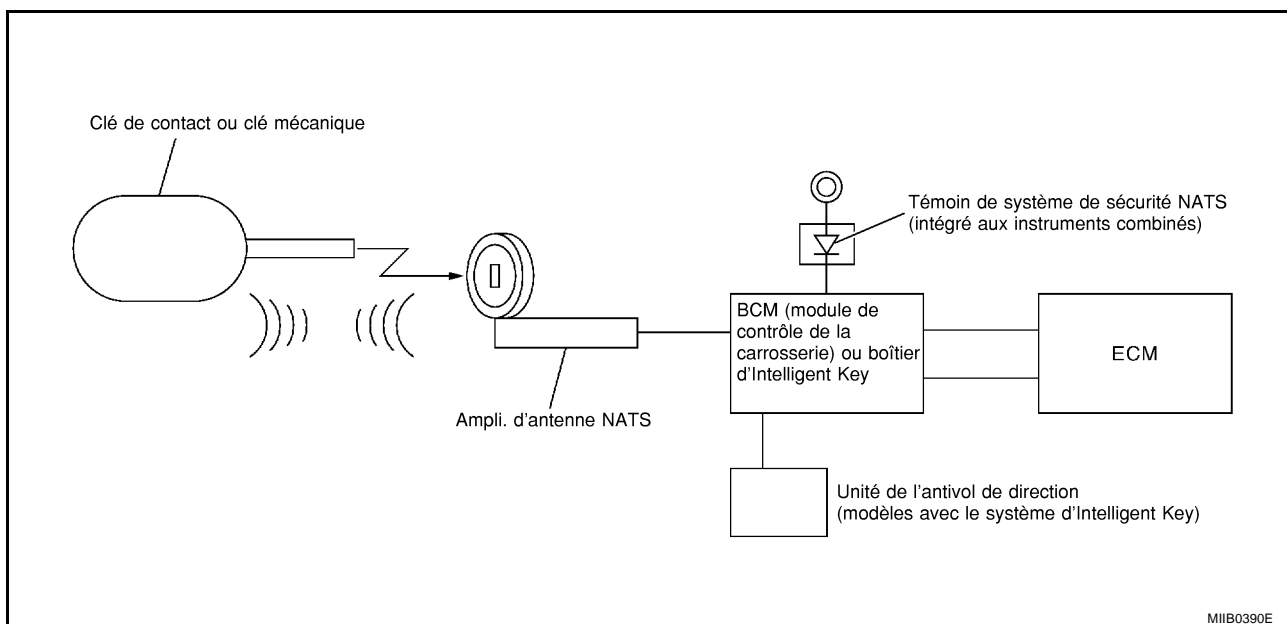 Clé de contact ou clé mécanique
Témoin de système de sécurité NATS
(intégré aux instruments combinés)
BCM (module de
contrôle de la
carrosserie) ou boîtier
d'Intelligent Key
ECM
Ampli. d'antenne NATS
Unité de l'antivol de direction
(modèles avec le système d'Intelligent Key)
MIIB0390E